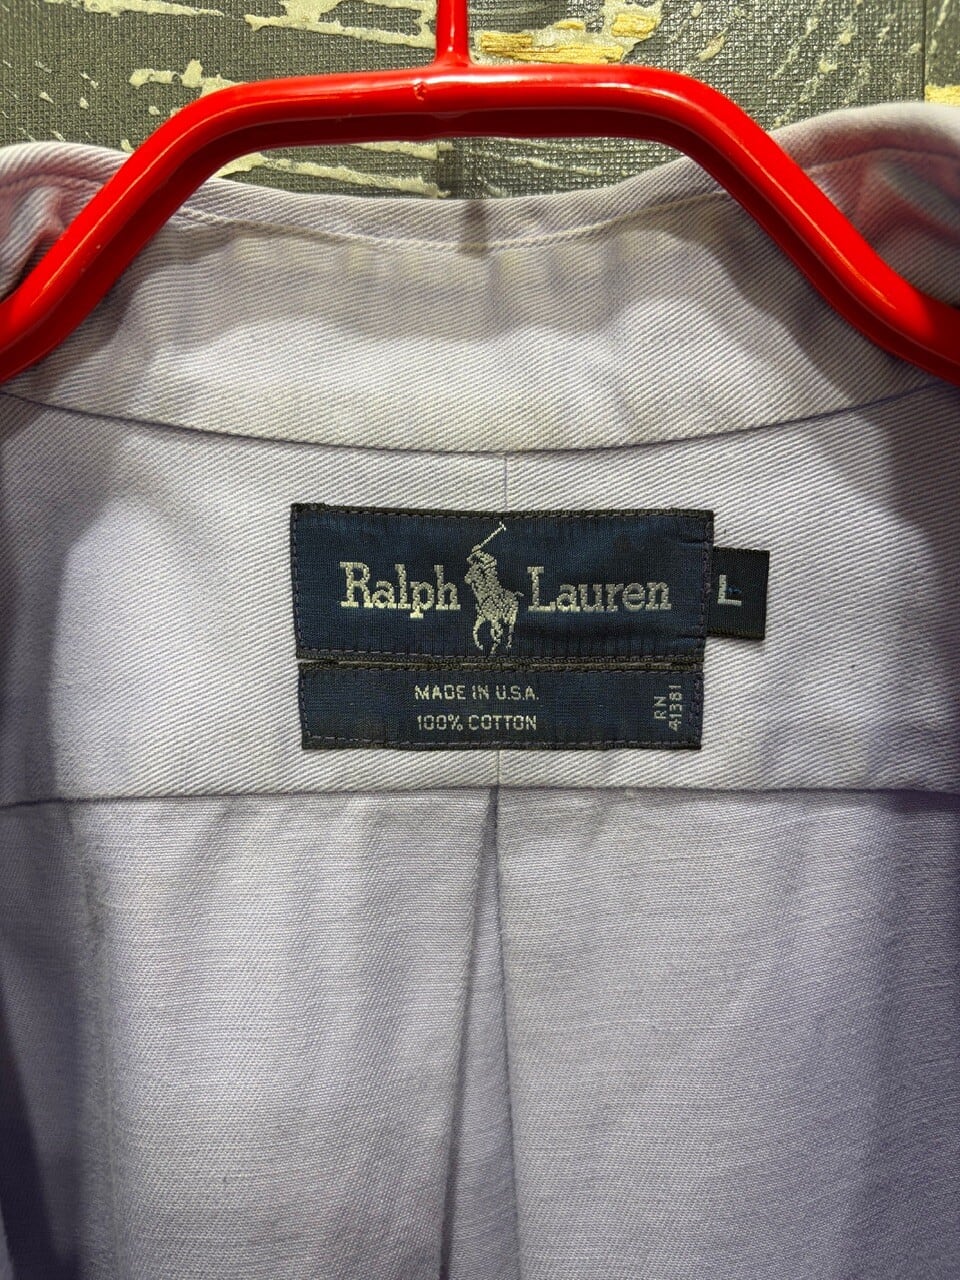 Ralph Lauren
L
MADE IN U.S.A.
100% COTTON
RN
41381